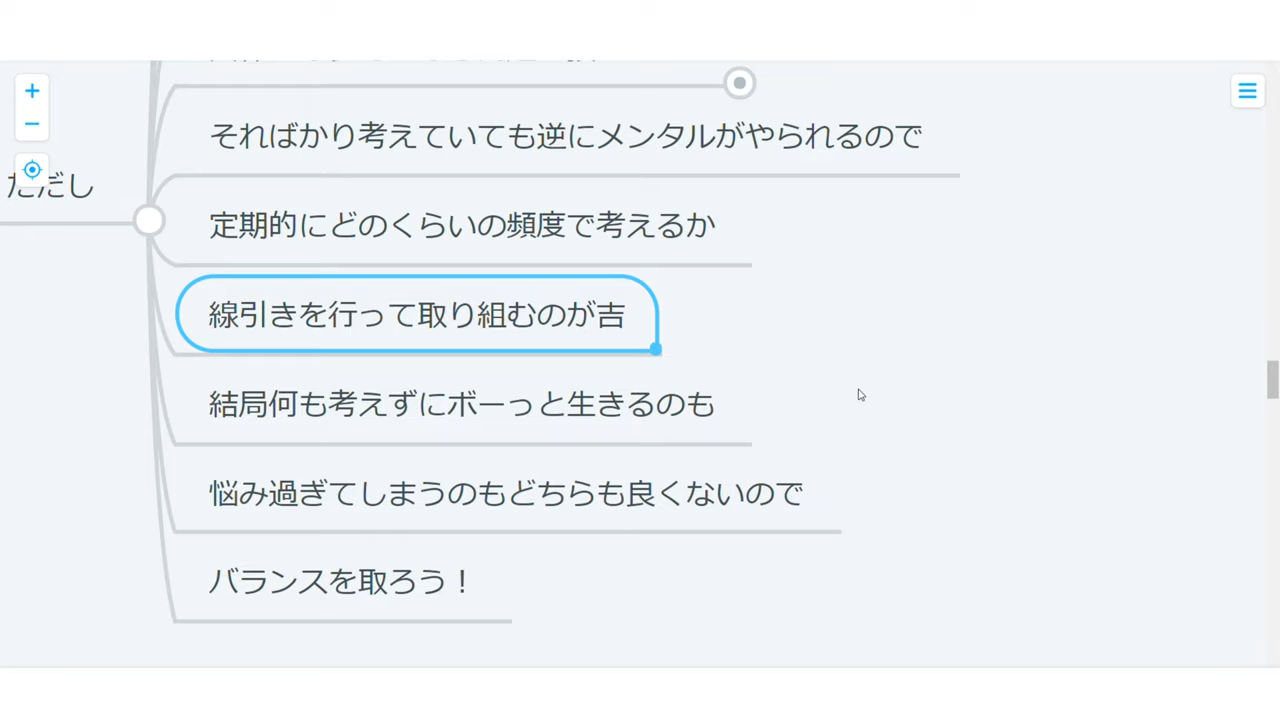 そればかり考えていても逆にメンタルがやられるので
ただし
定期的にどのくらいの頻度で考えるか
線引きを行って取り組むのが吉
結局何も考えずにボーっと生きるのも
悩み過ぎてしまうのもどちらも良くないので
バランスを取ろう！